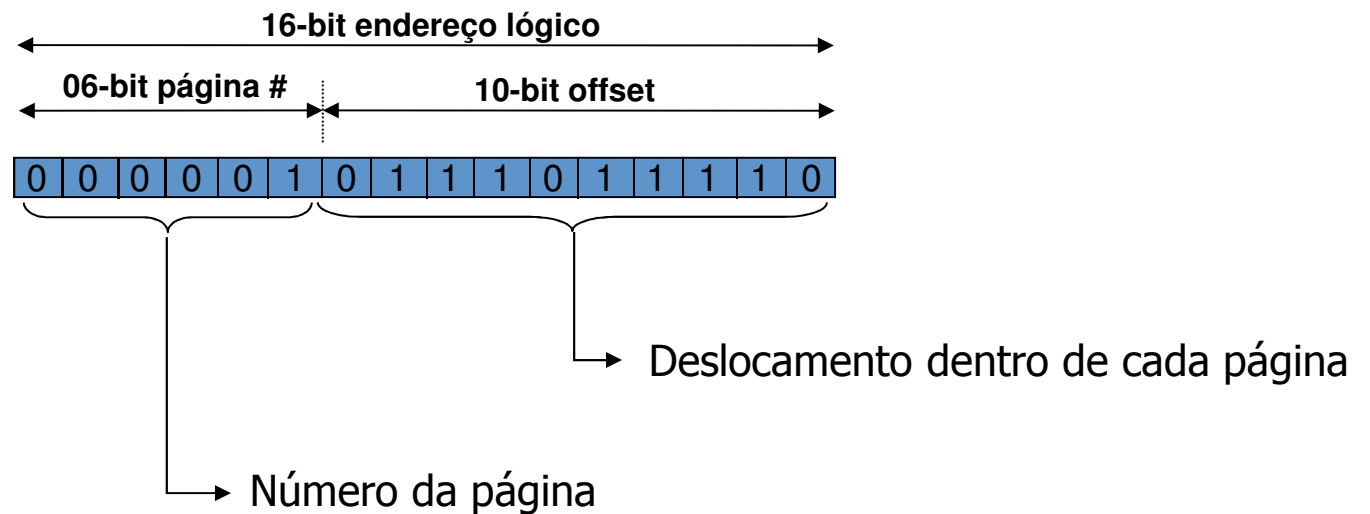 16-bit endereço lógico
06-bit página # 10-bit offset
0 0 0 0 0 1 0 1 1 1 0 1 1 1 1 0
Deslocamento dentro de cada página
Número da página